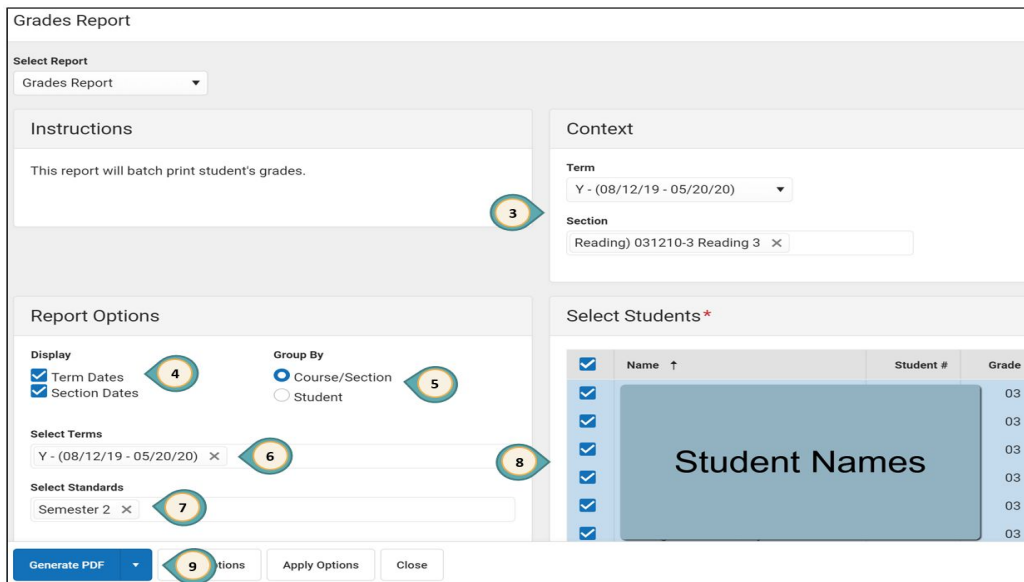 Grades Report
Select Report
Grades Report
Instructions
This report will batch print student's grades.
Context
Term
Y - (08/12/19 - 05/20/20)
3
Section
Reading) 031210-3 Reading 3 ×
Report Options
Display
Term Dates
Section Dates
4
Group By
Course/Section
Student
5
Select Terms
Y - (08/12/19 - 05/20/20) ×
6
Select Standards
Semester 2 ×
7
Select Students*
8
Name ↑ Student # Grade
03
03
03
03
03
03
Student Names
Generate PDF
9
tions
Apply Options
Close